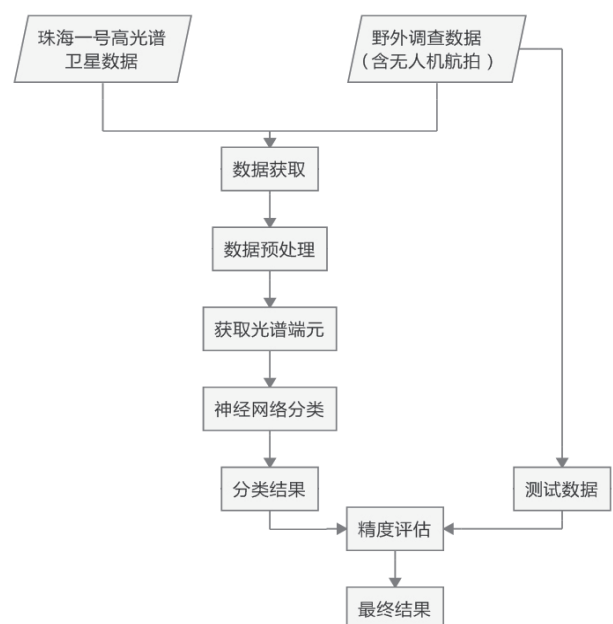 珠海一号高光谱
卫星数据
野外调查数据
（含无人机航拍）
数据获取
数据预处理
获取光谱端元
神经网络分类
分类结果
测试数据
精度评估
最终结果